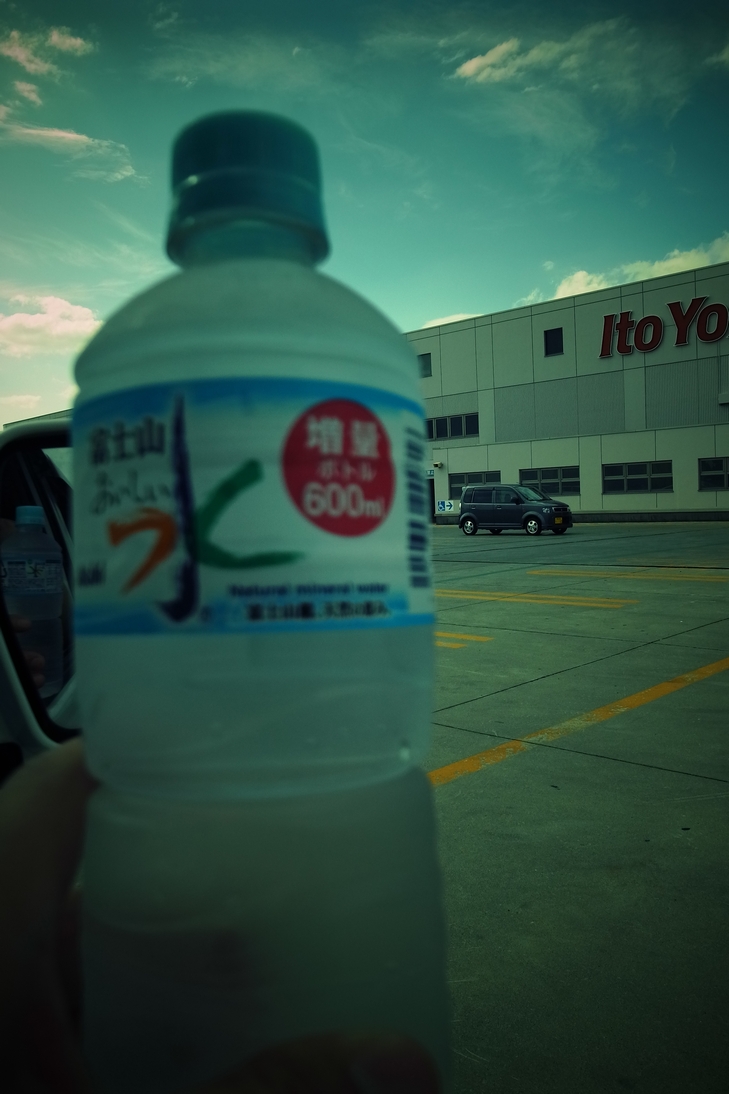 Ito Yo
富士山
おいしい
水
Asahi
増量
ボトル
600ml
Natural mineral water